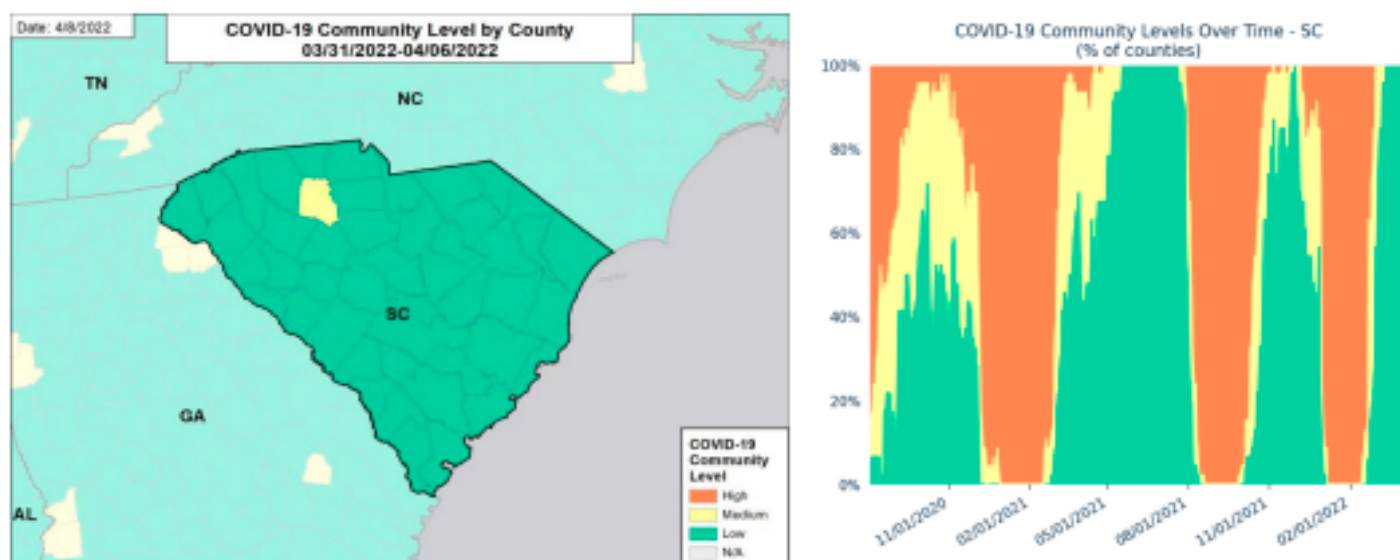 Date: 4/8/2022
COVID-19 Community Level by County
03/31/2022-04/06/2022
TN
NC
SC
GA
AL
COVID-19
Community
Level
High
Medium
Low
N/A
COVID-19 Community Levels Over Time - SC
(% of counties)
100%
80%
60%
40%
20%
0%
11/01/2020
02/01/2021
05/01/2021
08/01/2021
11/01/2021
02/01/2022